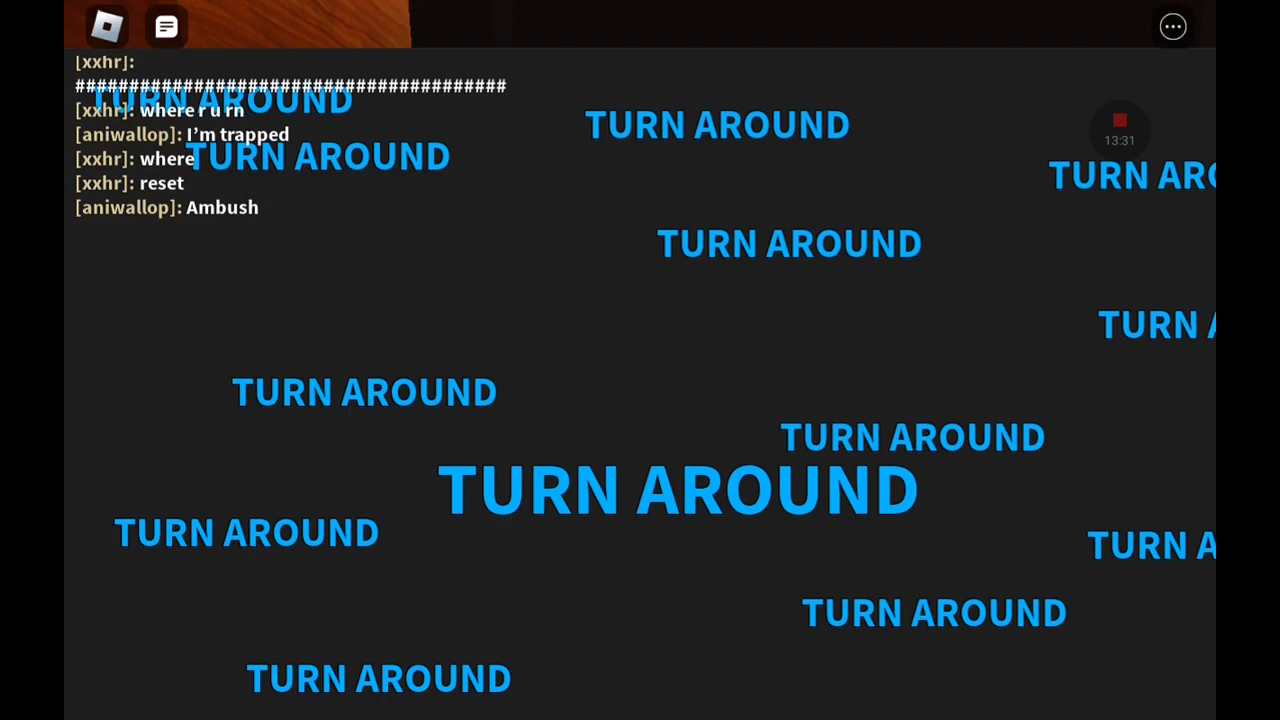 [xxhr]:
########################################
TURN AROUND
[xxhr]: where r u rn
TURN AROUND
[aniwallop]: I'm trapped
13:31
[xxhr]: where
TURN AROUND
TURN ARO
[xxhr]: reset
[aniwallop]: Ambush
TURN AROUND
TURN A
TURN AROUND
TURN AROUND
TURN AROUND
TURN AROUND
TURN A
TURN AROUND
TURN AROUND